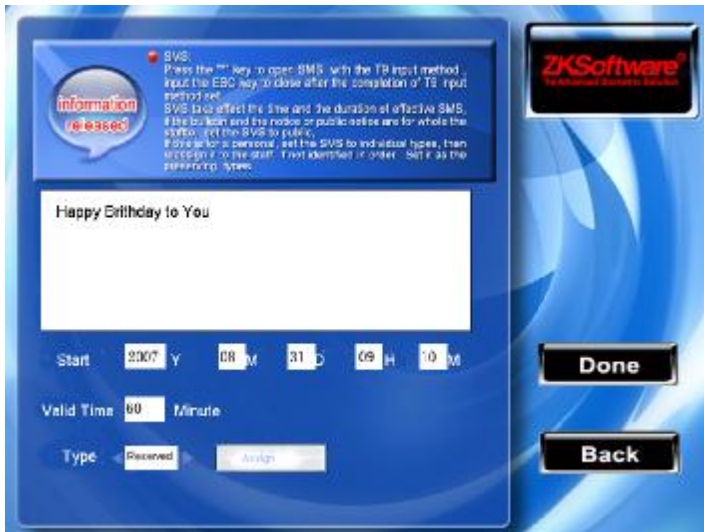 SMS:
Press the "*" key to open SMS, with the T9 input method,
input the ESC key to close after the completion of T9 input
method set.
SMS take effect the time and the duration of effective SMS,
if the bulletin and the notice or public notice are for whole the
set the SMS to public,
If this is for a personal, set the SMS to individual types, then
assign it to the staff. If not identified in order. Set it as the
types.
information
released
ZKSoftware®
Happy Brithday to You
Start 2007 Y 08 M 31 D 09 H 10 M
Done
Valid Time 60 Minute
Type Reserved Assign
Back